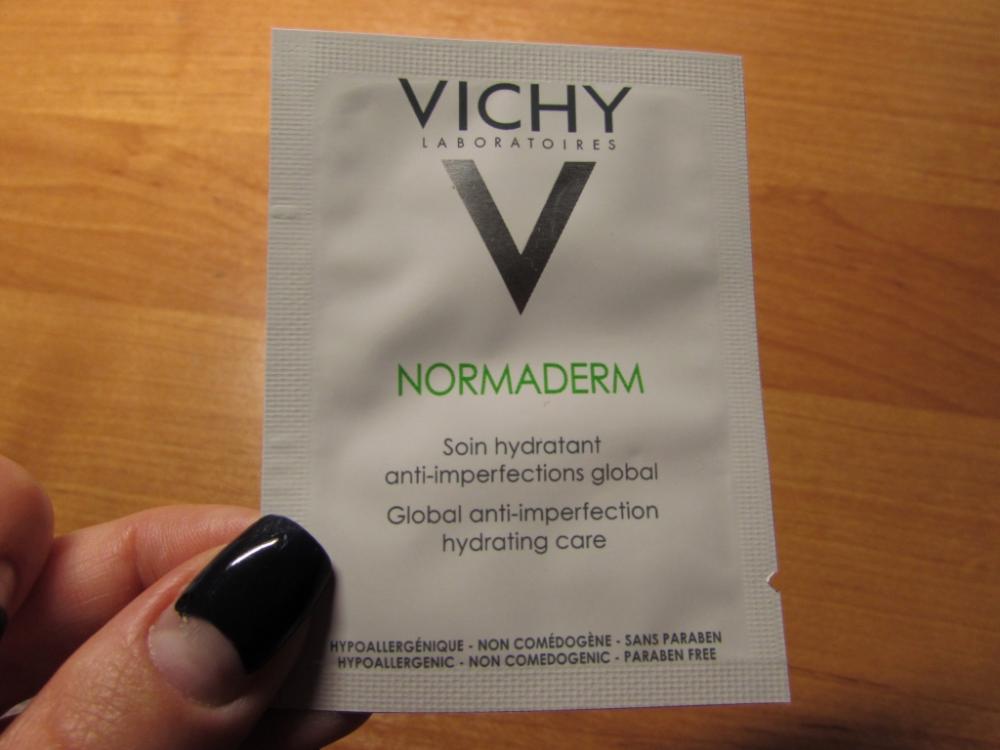 VICHY
LABORATOIRES
V
NORMADERM
Soin hydratant
anti-imperfections global
Global anti-imperfection
hydrating care
HYPOALLERGÉNIQUE - NON COMÉDOGÈNE - SANS PARABEN
HYPOALLERGENIC - NON COMEDOGENIC - PARABEN FREE